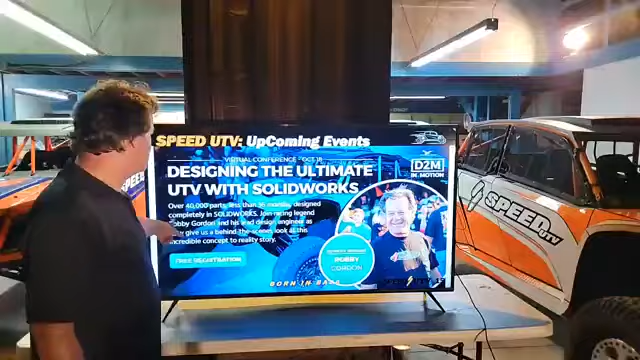 SPEED UTV: UpComing Events
VIRTUAL CONFERENCE - OCT 18
DESIGNING THE ULTIMATE
UTV WITH SOLIDWORKS
D2M
IN MOTION
Over 40,000 parts, less than 16 months, designed
completely in SOLIDWORKS. Join racing legend
Robby Gordon and his lead design engineer as
give us a behind-the-scenes look at this
incredible concept to reality story.
FREE REGISTRATION
ROBBY
GORDON
BORN IN BAJA
SPEED
SPEED UTV